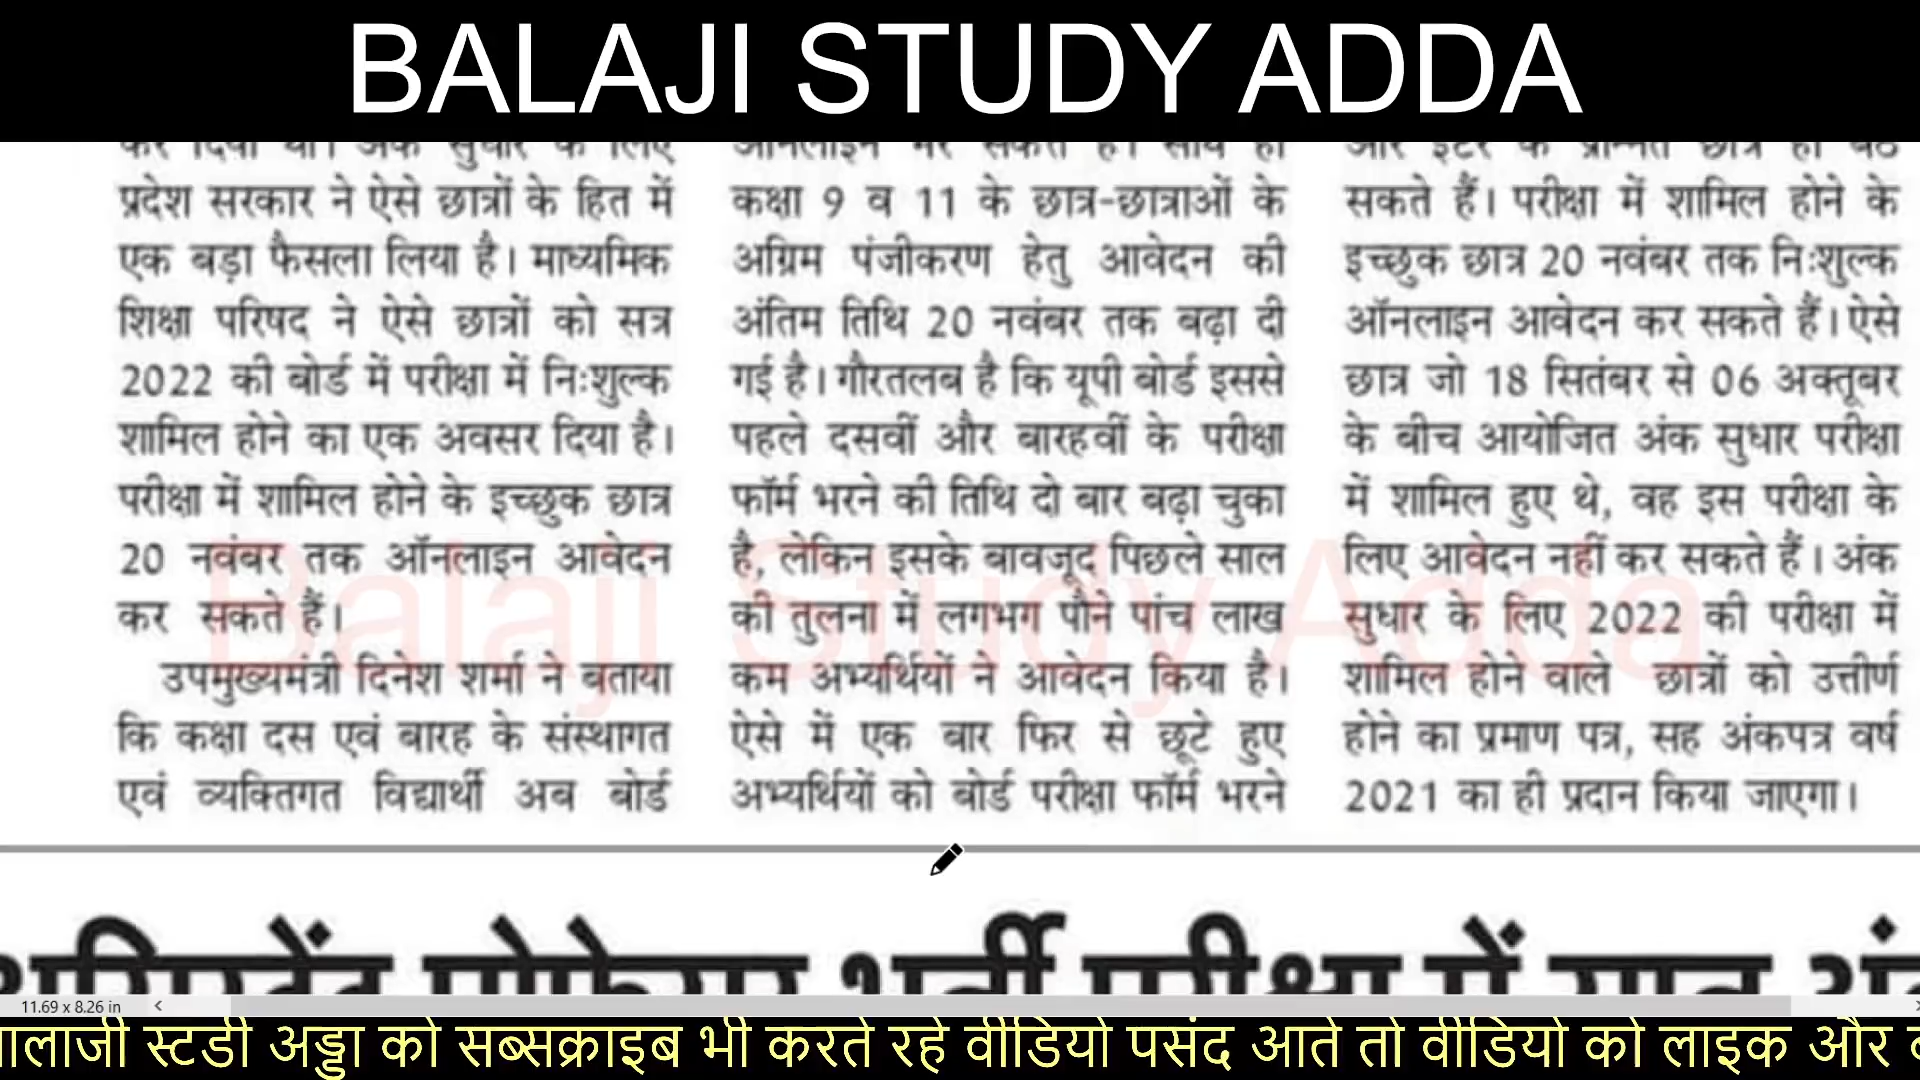 BALAJI STUDY ADDA
प्रदेश सरकार ने ऐसे छात्रों के हित में
एक बड़ा फैसला लिया है। माध्यमिक
शिक्षा परिषद ने ऐसे छात्रों को सत्र
2022 की बोर्ड में परीक्षा में निःशुल्क
शामिल होने का एक अवसर दिया है।
परीक्षा में शामिल होने के इच्छुक छात्र
20 नवंबर तक ऑनलाइन आवेदन
कर सकते हैं।
उपमुख्यमंत्री दिनेश शर्मा ने बताया
कि कक्षा दस एवं बारह के संस्थागत
एवं व्यक्तिगत विद्यार्थी अब बोर्ड
कक्षा 9 व 11 के छात्र-छात्राओं के
अग्रिम पंजीकरण हेतु आवेदन की
अंतिम तिथि 20 नवंबर तक बढ़ा दी
गई है। गौरतलब है कि यूपी बोर्ड इससे
पहले दसवीं और बारहवीं के परीक्षा
फॉर्म भरने की तिथि दो बार बढ़ा चुका
है, लेकिन इसके बावजूद पिछले साल
की तुलना में लगभग पौने पांच लाख
कम अभ्यर्थियों ने आवेदन किया है।
ऐसे में एक बार फिर से छूटे हुए
अभ्यर्थियों को बोर्ड परीक्षा फॉर्म भरने
सकते हैं। परीक्षा में शामिल होने के
इच्छुक छात्र 20 नवंबर तक निःशुल्क
ऑनलाइन आवेदन कर सकते हैं। ऐसे
छात्र जो 18 सितंबर से 06 अक्तूबर
के बीच आयोजित अंक सुधार परीक्षा
में शामिल हुए थे, वह इस परीक्षा के
लिए आवेदन नहीं कर सकते हैं। अंक
सुधार के लिए 2022 की परीक्षा में
शामिल होने वाले छात्रों को उत्तीर्ण
होने का प्रमाण पत्र, सह अंकपत्र वर्ष
2021 का ही प्रदान किया जाएगा।
Balaji Study Adda
भर्ती परीक्षा में
11.69 x 8.26 in
स्टडी अड्डा को सब्सक्राइब भी करते रहे वीडियो पसंद आते तो वीडियो को लाइक और